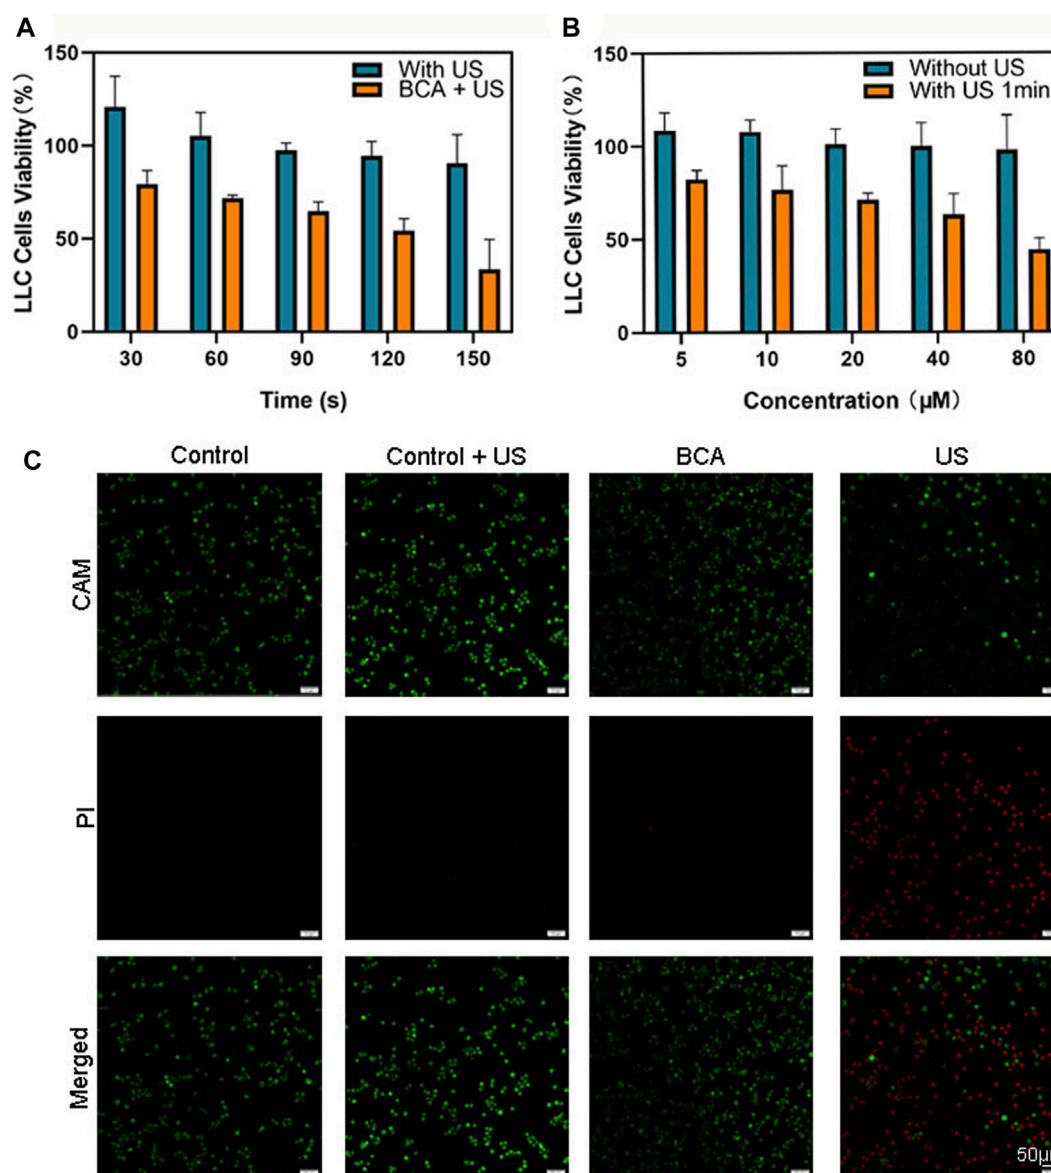 A
150
100
50
0
LLC Cells Viability (%)
With US
BCA + US
30 60 90 120 150
Time (s)
B
150
100
50
0
LLC Cells Viability (%)
Without US
With US 1min
5 10 20 40 80
Concentration (μM)
C
Control Control + US BCA US
CAM
PI
Merged
50μ